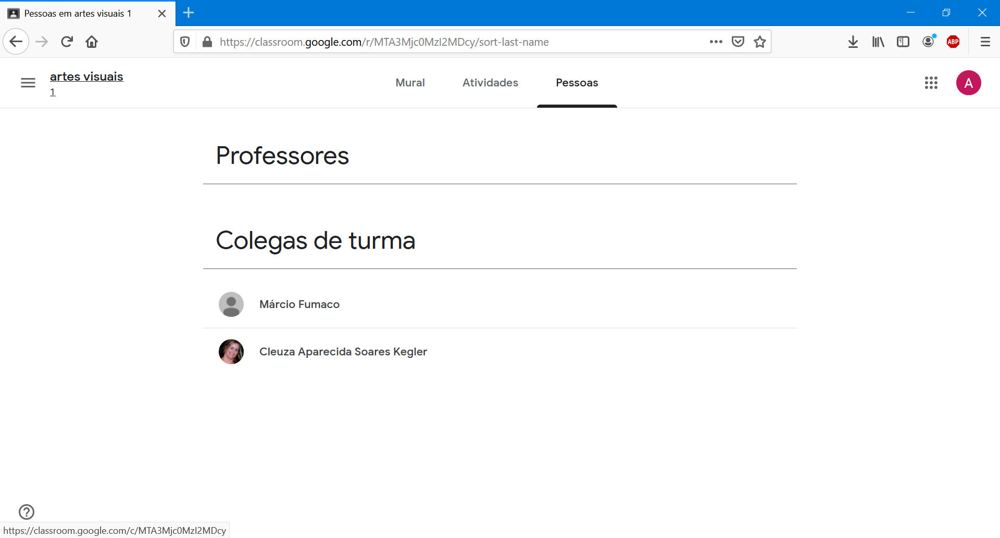 Pessoas em artes visuais 1
https://classroom.google.com/r/MTA3Mjc0MzI2MDcy/sort-last-name
ABP
artes visuais
1
Mural
Atividades
Pessoas
A
Professores
Colegas de turma
Márcio Fumaco
Cleuza Aparecida Soares Kegler
https://classroom.google.com/c/MTA3Mjc0MzI2MDcy